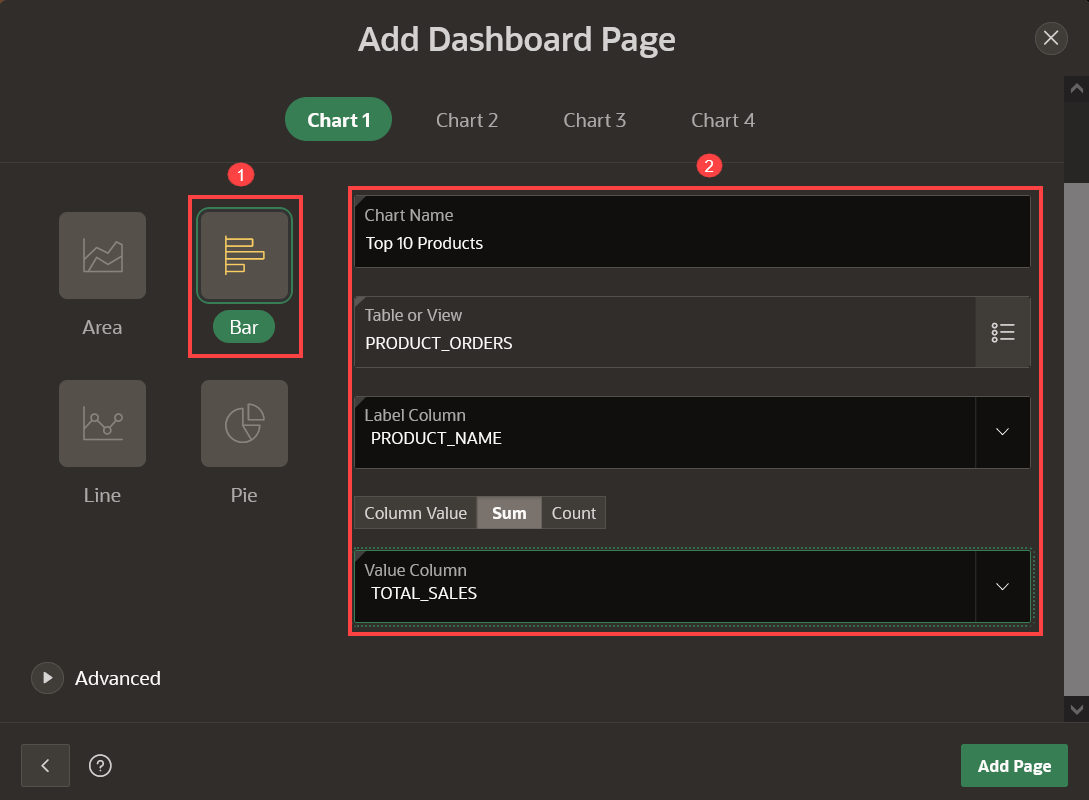 Add Dashboard Page
Chart 1
Chart 2
Chart 3
Chart 4
1
2
Area
Bar
Line
Pie
Chart Name
Top 10 Products
Table or View
PRODUCT_ORDERS
Label Column
PRODUCT_NAME
Column Value
Sum
Count
Value Column
TOTAL_SALES
Advanced
?
Add Page